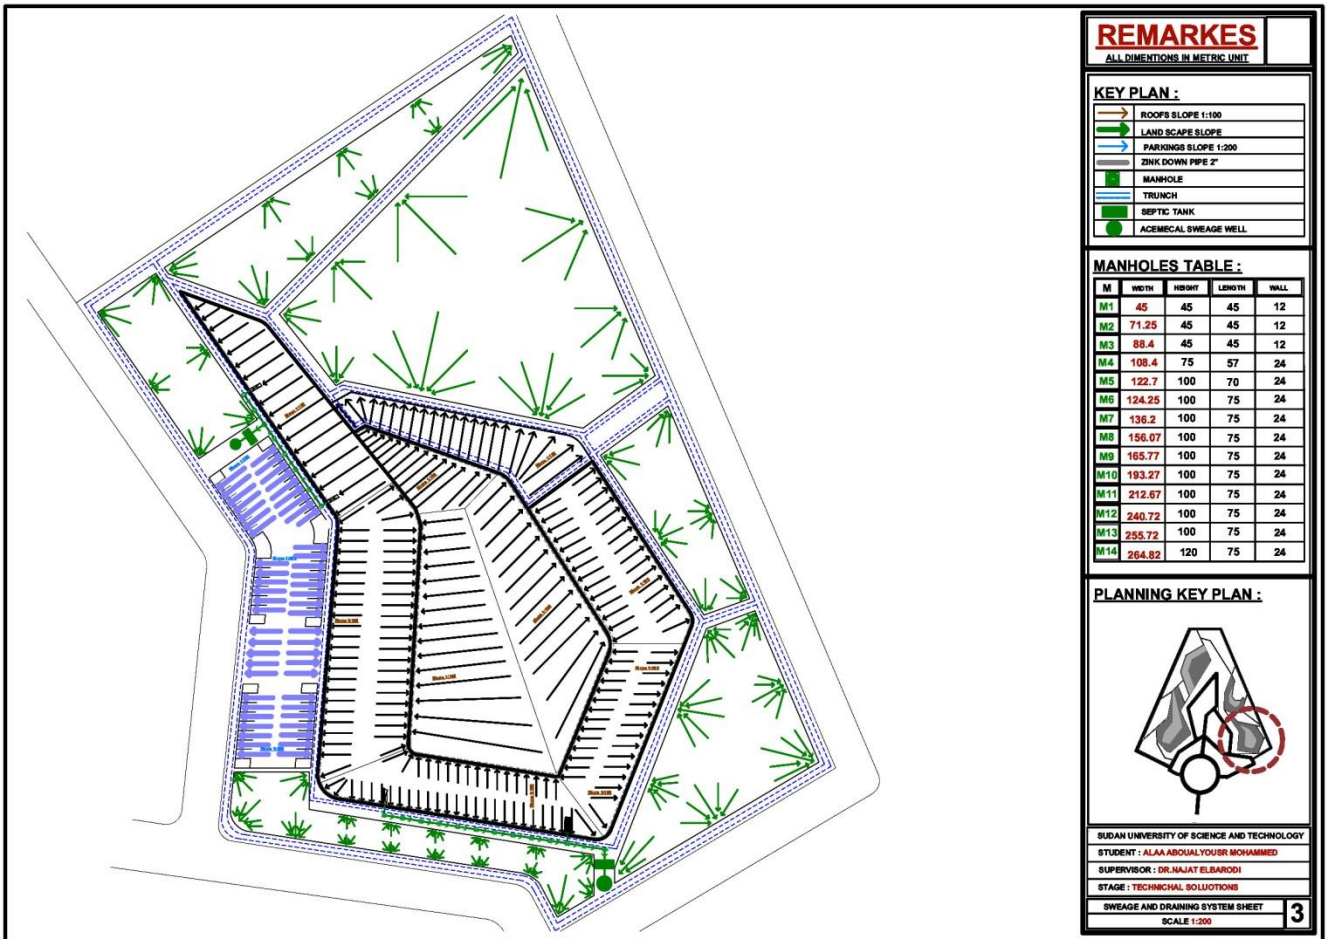 REMARKES
ALL DIMENTIONS IN METRIC UNIT
KEY PLAN :
ROOFS SLOPE 1:100
LAND SCAPE SLOPE
PARKINGS SLOPE 1:200
ZINK DOWN PIPE 2"
MANHOLE
TRUNCH
SEPTIC TANK
ACEMECAL SWEAGE WELL
MANHOLES TABLE :
M WIDTH HEIGHT LENGTH WALL
M1 45 45 45 12
M2 71.25 45 45 12
M3 88.4 45 45 12
M4 108.4 75 57 24
M5 122.7 100 70 24
M6 124.25 100 75 24
M7 136.2 100 75 24
M8 156.07 100 75 24
M9 165.77 100 75 24
M10 193.27 100 75 24
M11 212.67 100 75 24
M12 240.72 100 75 24
M13 255.72 100 75 24
M14 264.82 120 75 24
PLANNING KEY PLAN :
SUDAN UNIVERSITY OF SCIENCE AND TECHNOLOGY
STUDENT : ALAA ABOUALYOUSR MOHAMMED
SUPERVISOR : DR.NAJAT ELBARODI
STAGE : TECHNICHAL SOLUOTIONS
SWEAGE AND DRAINING SYSTEM SHEET
SCALE 1:200
3